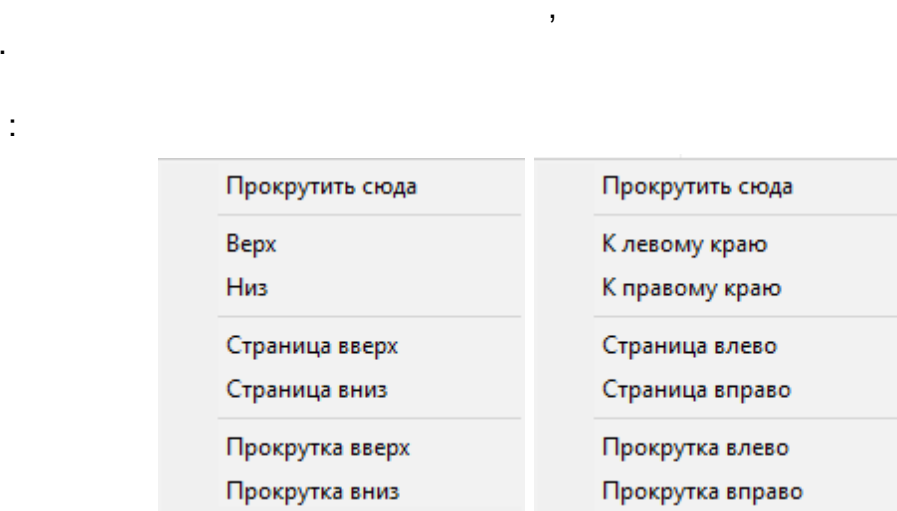 ,
.
:
Прокрутить сюда
Верх
Низ
Страница вверх
Страница вниз
Прокрутка вверх
Прокрутка вниз
Прокрутить сюда
К левому краю
К правому краю
Страница влево
Страница вправо
Прокрутка влево
Прокрутка вправо